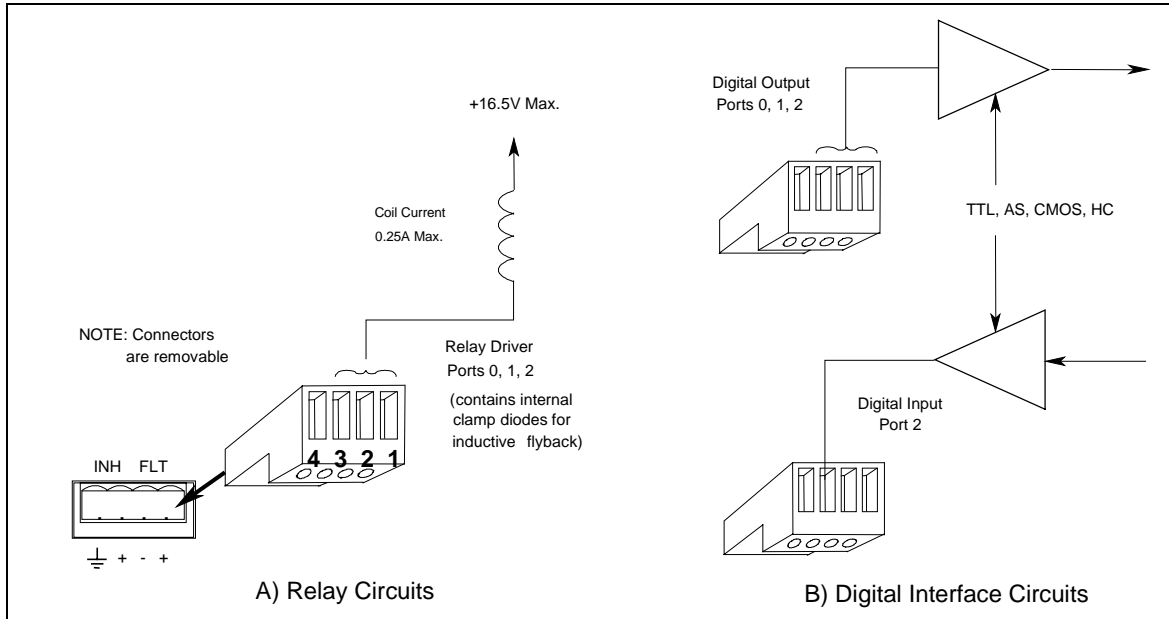 +16.5V Max.
Coil Current
0.25A Max.
NOTE: Connectors
are removable
Relay Driver
Ports 0, 1, 2
(contains internal
clamp diodes for
inductive flyback)
4 3 2 1
INH FLT
+ - +
A) Relay Circuits
Digital Output
Ports 0, 1, 2
TTL, AS, CMOS, HC
Digital Input
Port 2
B) Digital Interface Circuits